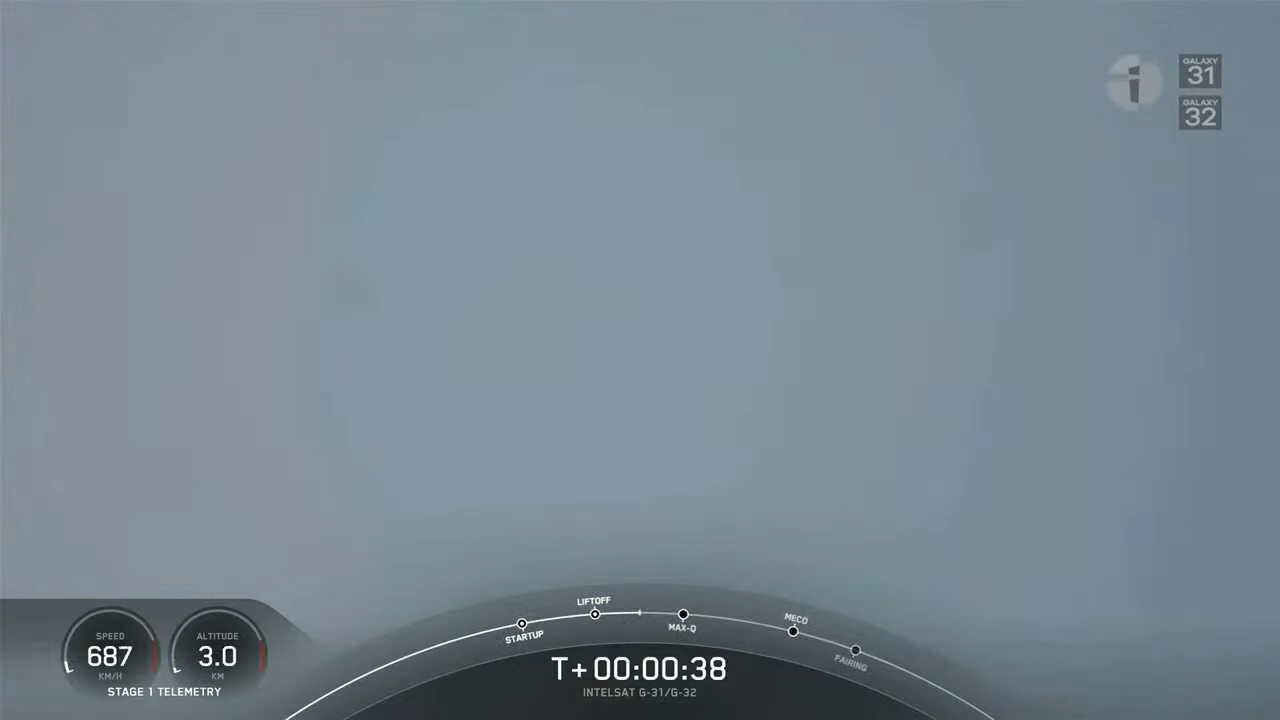 GALAXY
31
GALAXY
32
LIFTOFF
STARTUP
MAX-Q
MECO
FAIRING
SPEED
687
KM/H
ALTITUDE
3.0
KM
STAGE 1 TELEMETRY
T+00:00:38
INTELSAT G-31/G-32